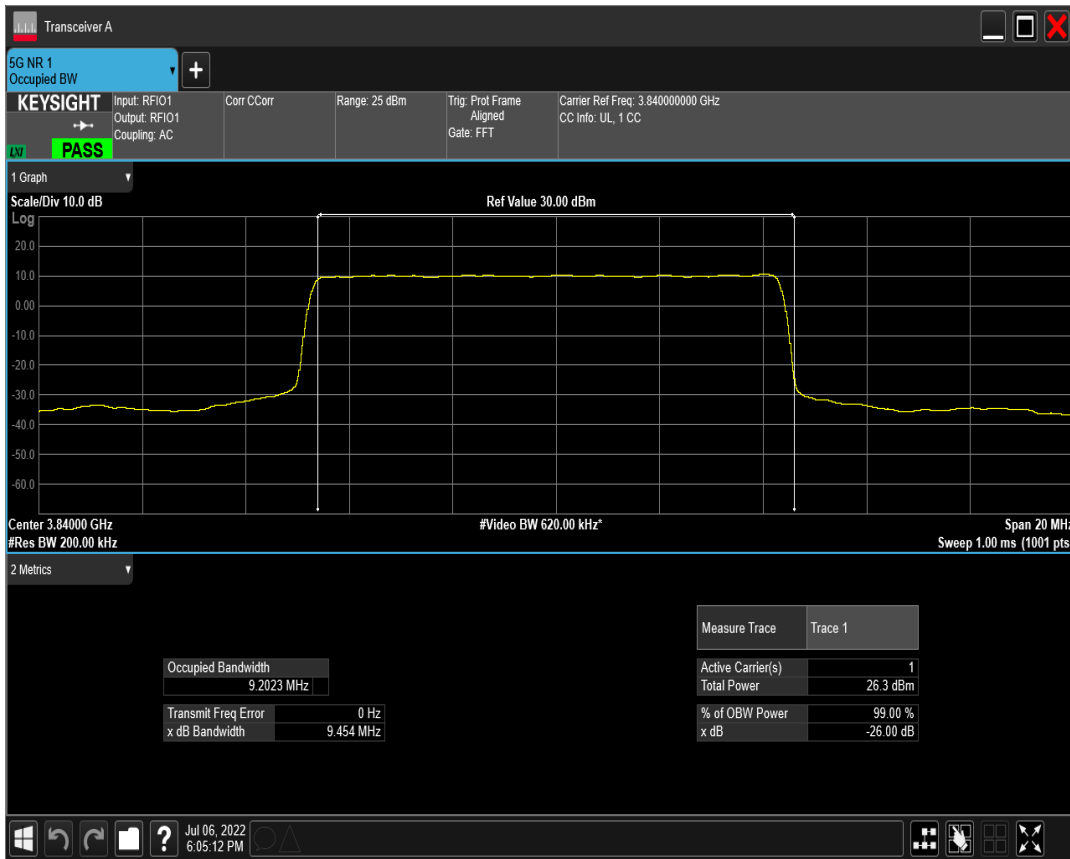 Transceiver A
5G NR 1
Occupied BW
KEYSIGHT
LXI
PASS
Input: RFIO1
Output: RFIO1
Coupling: AC
Corr CCorr
Range: 25 dBm
Trig: Prot Frame
Aligned
Gate: FFT
Carrier Ref Freq: 3.840000000 GHz
CC Info: UL, 1 CC
1 Graph
Scale/Div 10.0 dB
Ref Value 30.00 dBm
Log
20.0
10.0
0.00
-10.0
-20.0
-30.0
-40.0
-50.0
-60.0
Center 3.84000 GHz
#Video BW 620.00 kHz*
Span 20 MHz
#Res BW 200.00 kHz
Sweep 1.00 ms (1001 pts
2 Metrics
Measure Trace Trace 1
Occupied Bandwidth
9.2023 MHz
Active Carrier(s) 1
Total Power 26.3 dBm
Transmit Freq Error 0 Hz
x dB Bandwidth 9.454 MHz
% of OBW Power 99.00 %
x dB -26.00 dB
Jul 06, 2022
6:05:12 PM